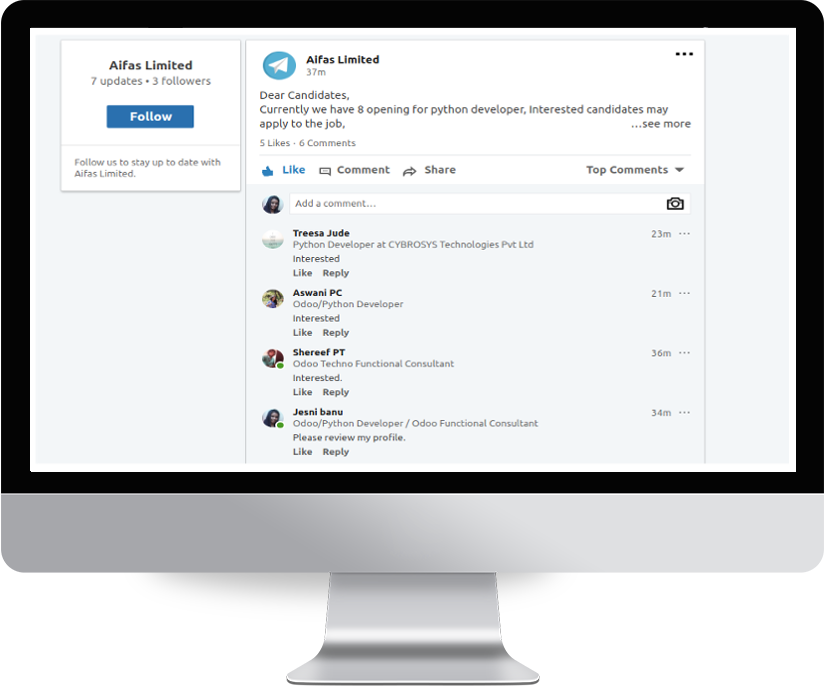 Aifas Limited
7 updates • 3 followers
Follow
Follow us to stay up to date with
Aifas Limited.
Aifas Limited
37m
Dear Candidates,
Currently we have 8 opening for python developer, Interested candidates may
apply to the job,
...see more
5 Likes · 6 Comments
Like Comment Share Top Comments
Add a comment...
Treesa Jude 23m
Python Developer at CYBROSYS Technologies Pvt Ltd
Interested
Like Reply
Aswani PC 21m
Odoo/Python Developer
Interested
Like Reply
Shereef PT 36m
Odoo Techno Functional Consultant
Interested.
Like Reply
Jesni banu 34m
Odoo/Python Developer / Odoo Functional Consultant
Please review my profile.
Like Reply